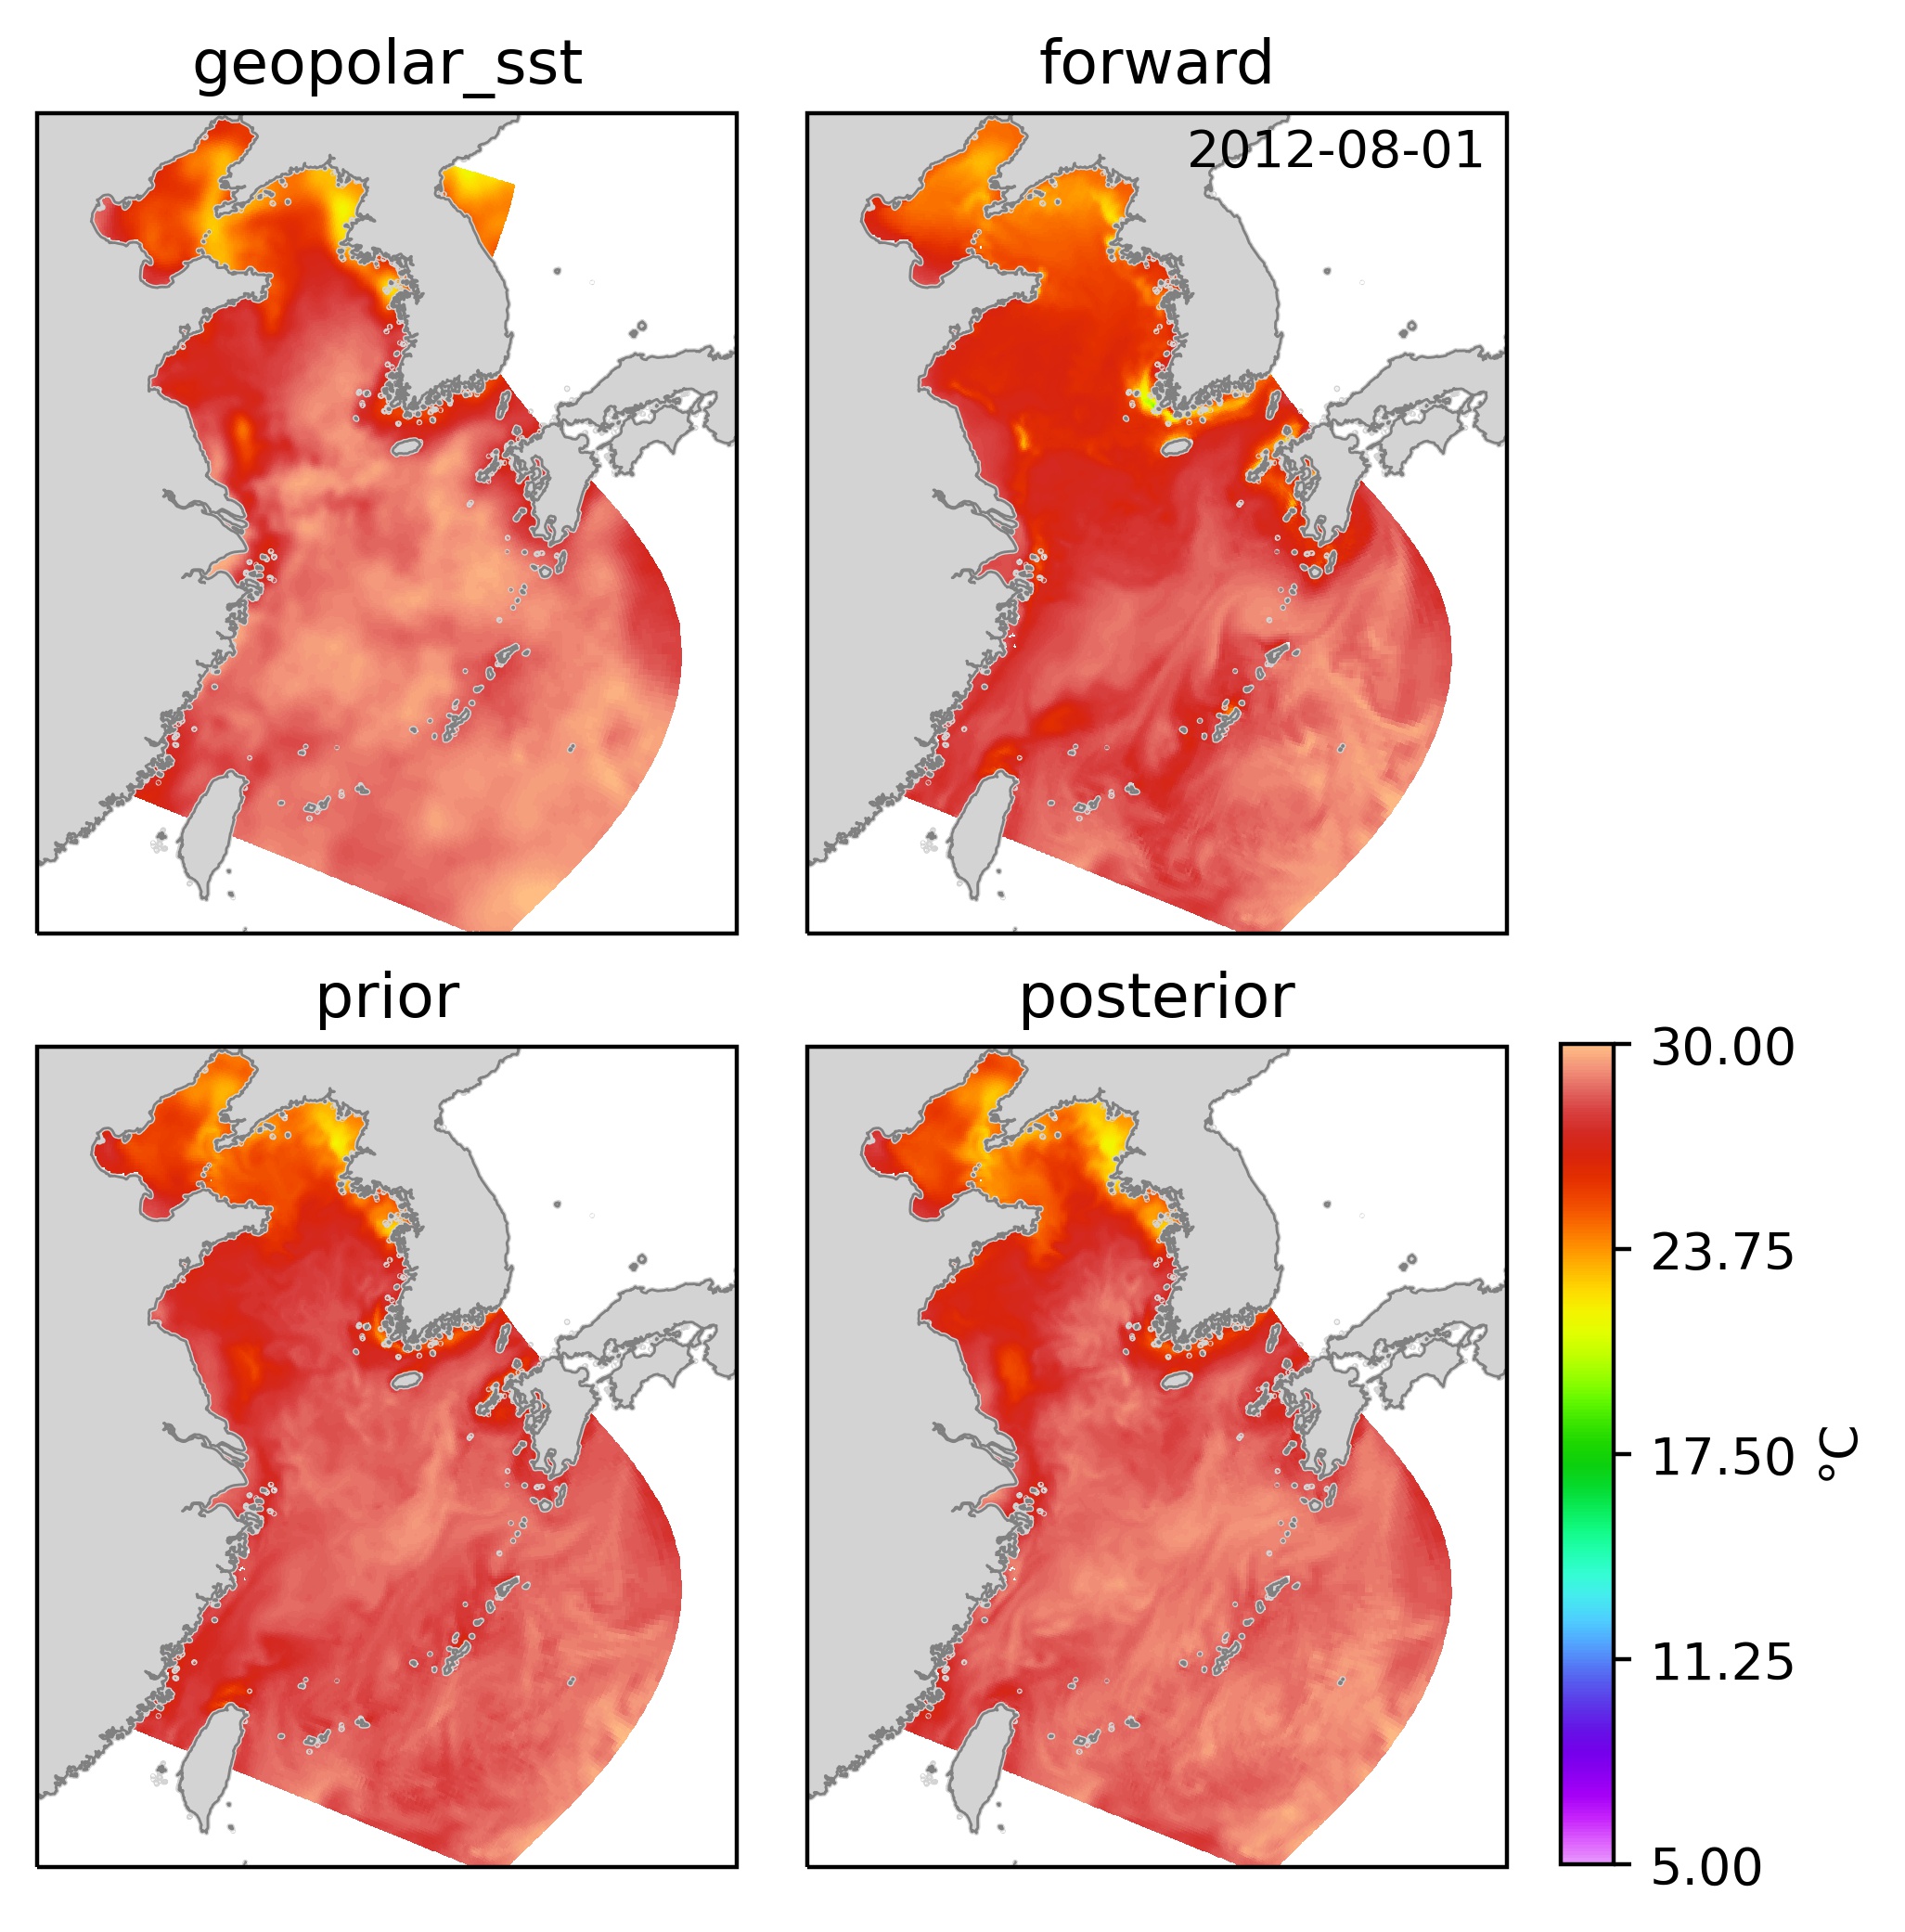 geopolar_sst
forward
2012-08-01
prior
posterior
30.00
23.75
17.50
11.25
5.00
°C